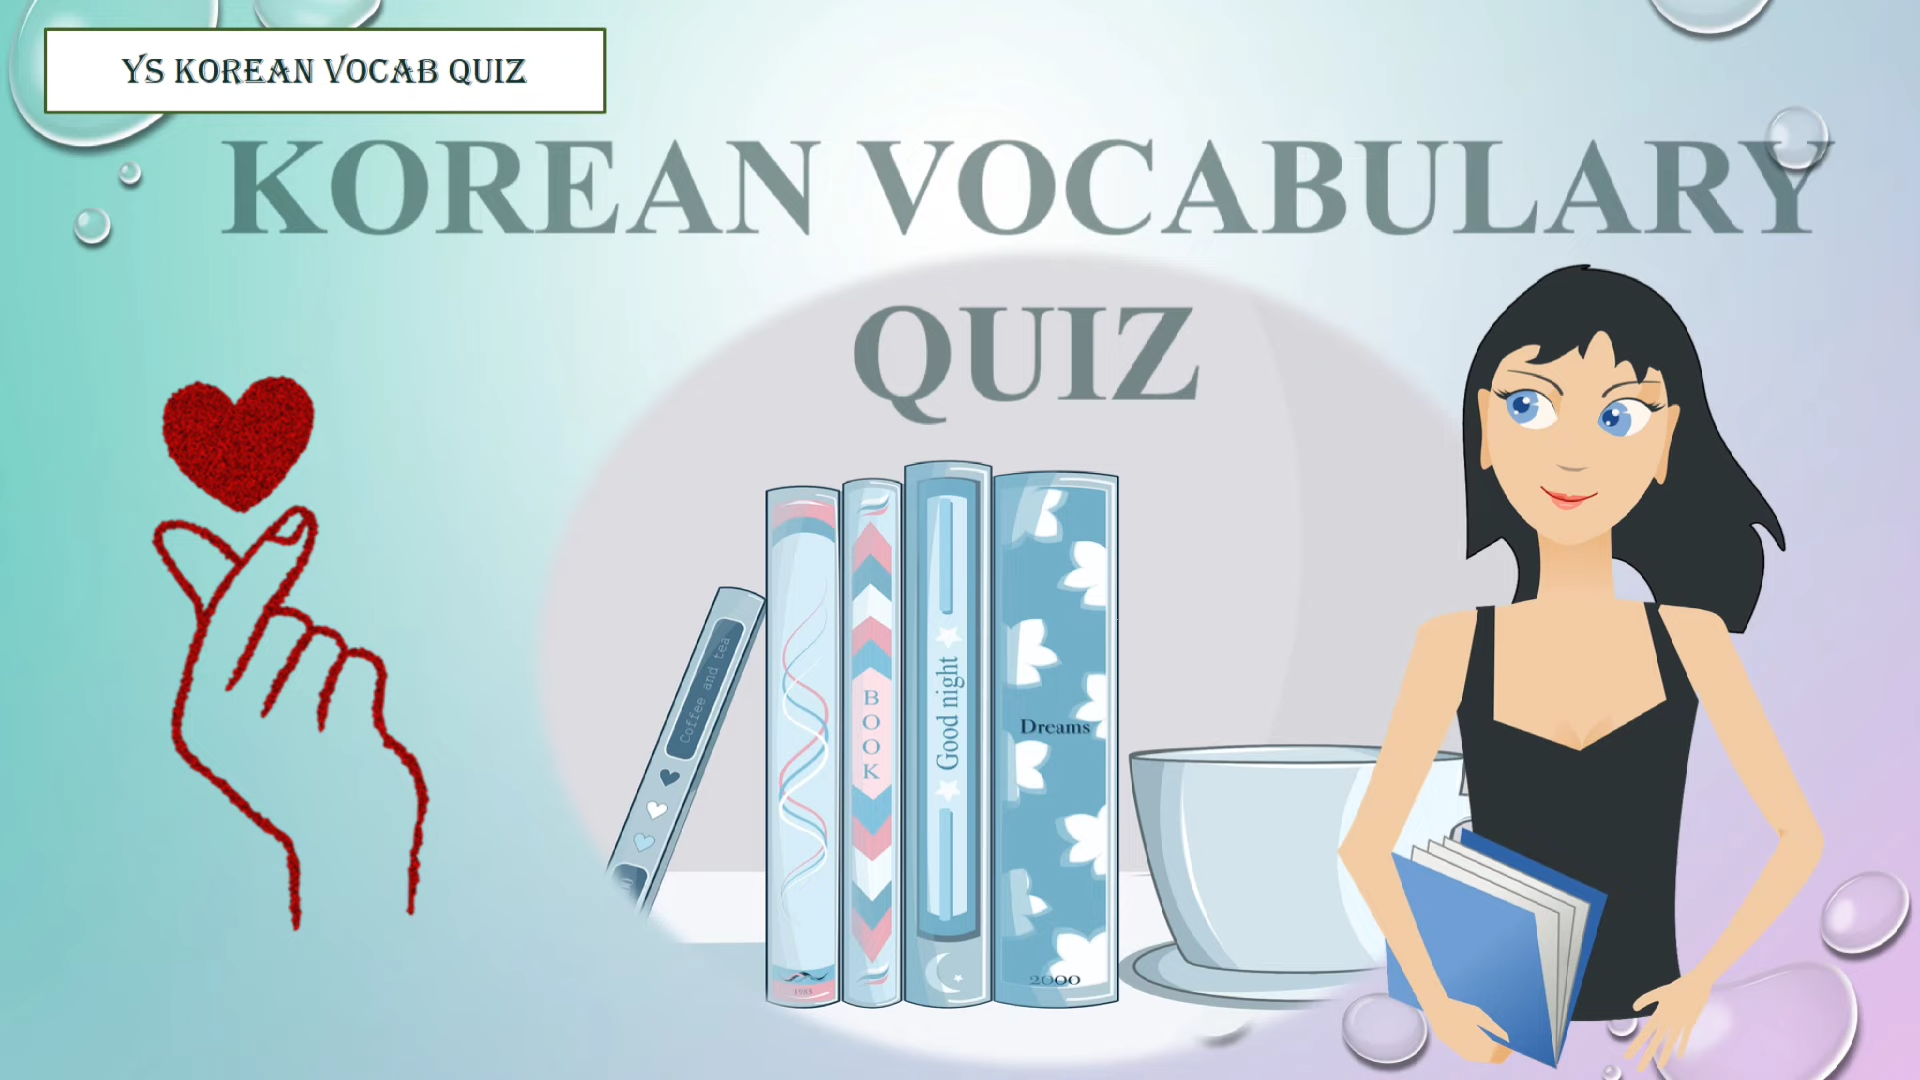 YS KOREAN VOCAB QUIZ
KOREAN VOCABULARY
QUIZ
Coffee and tea
BOOK
Good night
Dreams
2000